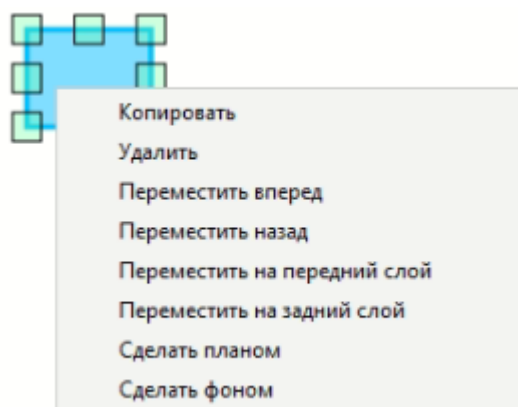 Копировать
Удалить
Переместить вперед
Переместить назад
Переместить на передний слой
Переместить на задний слой
Сделать планом
Сделать фоном